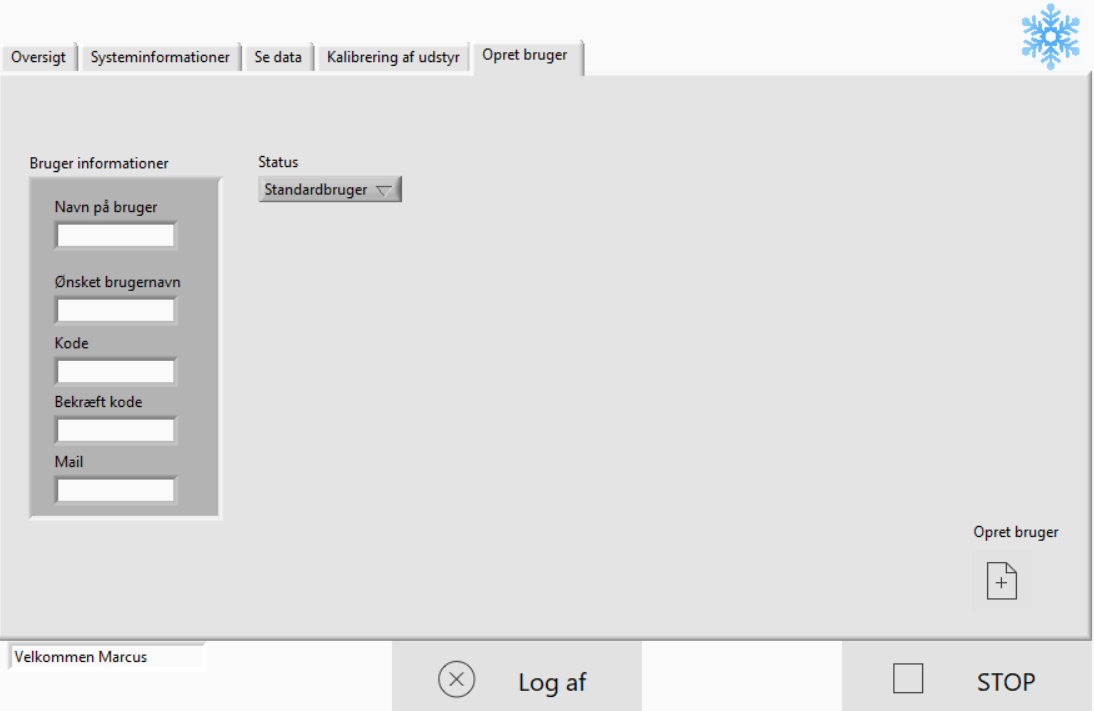 Oversigt
Systeminformationer
Se data
Kalibrering af udstyr
Opret bruger
Bruger informationer
Status
Standardbruger
Navn på bruger
Ønsket brugernavn
Kode
Bekræft kode
Mail
Opret bruger
Velkommen Marcus
Log af
STOP